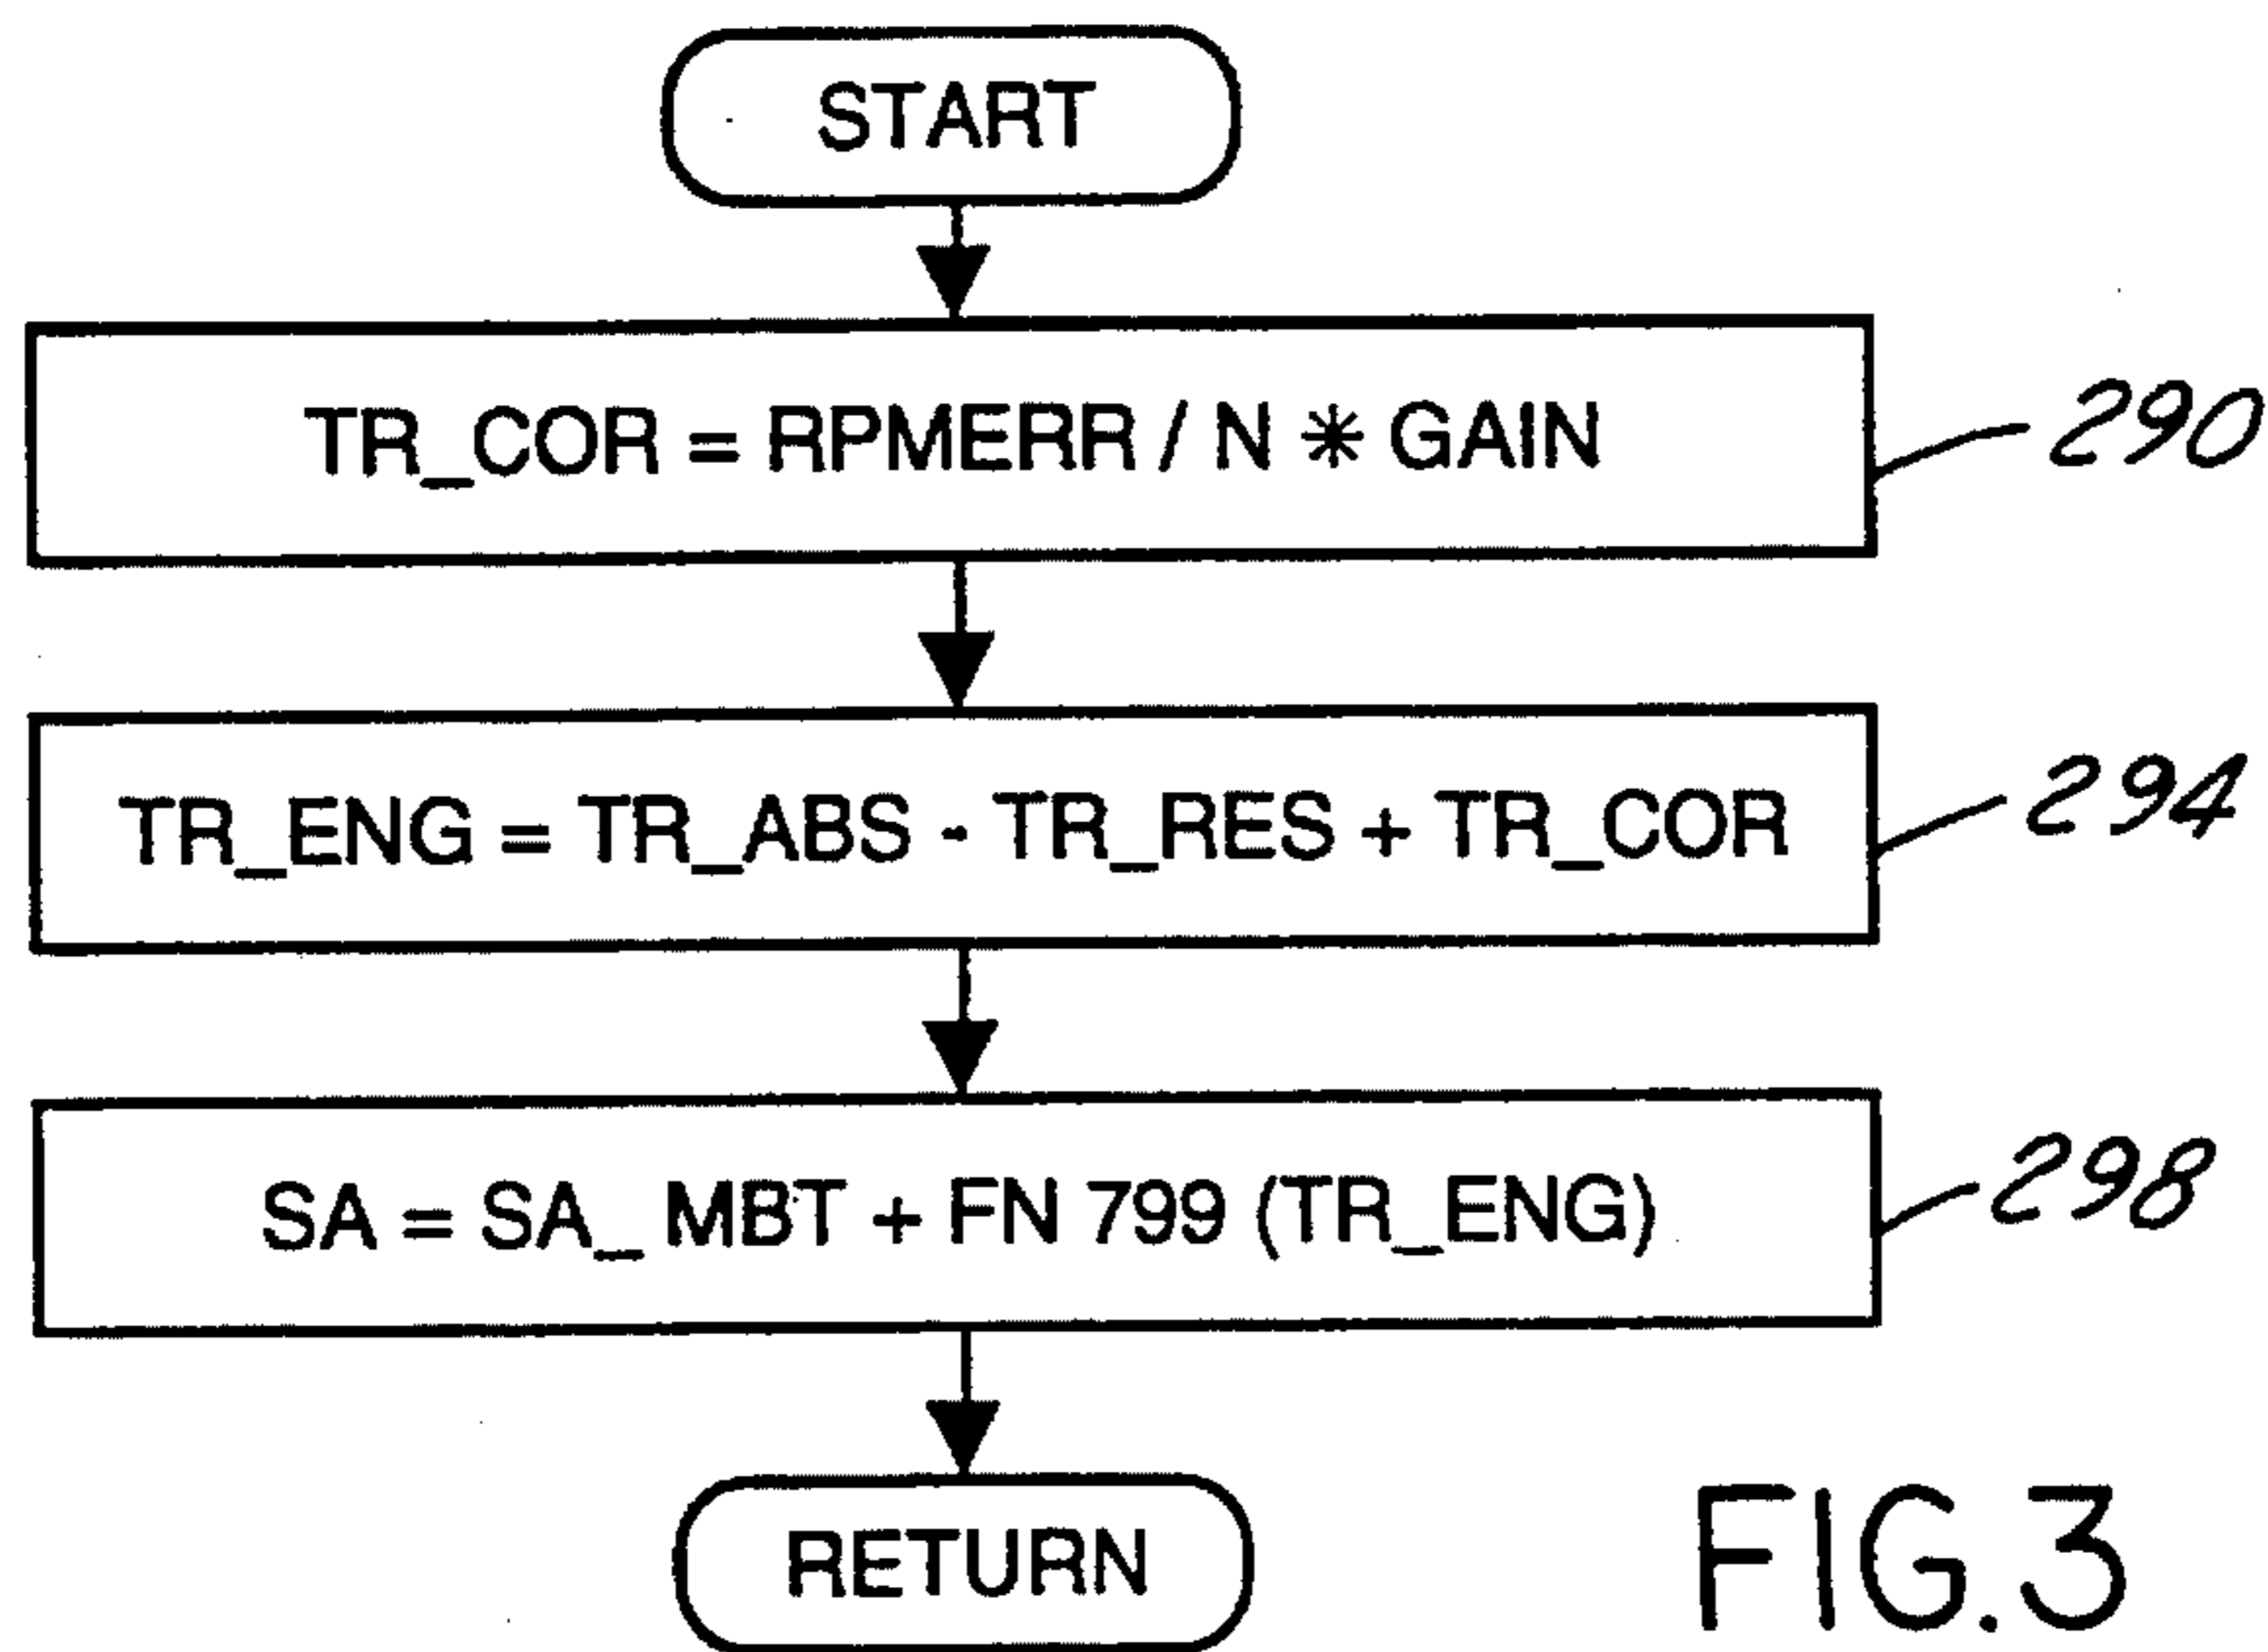 START
TR_COR = RPMERR / N * GAIN
290
TR_ENG = TR_ABS - TR_RES + TR_COR
294
SA = SA_ MBT + FN 799 (TR_ENG)
298
RETURN
FIG.3